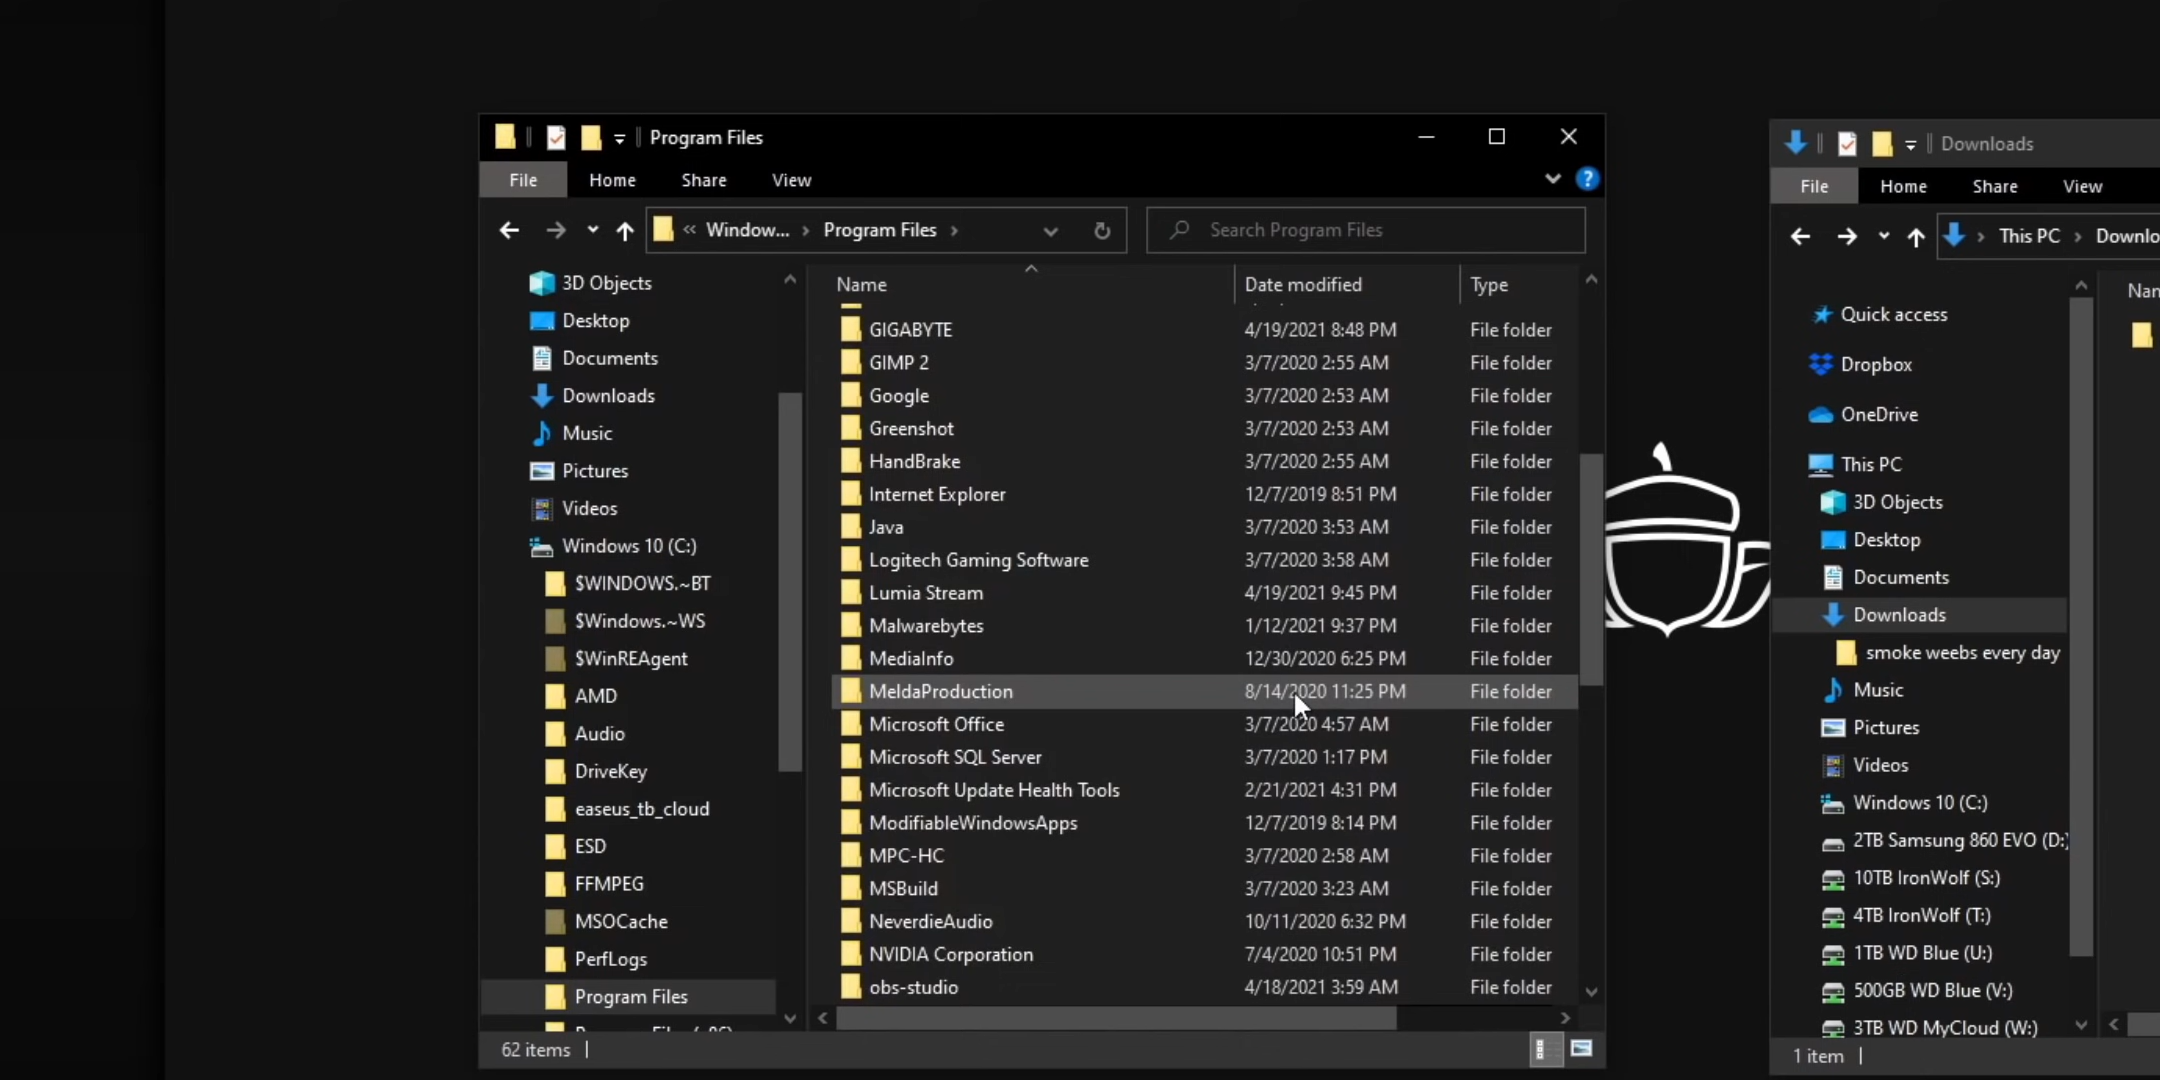 Program Files
File Home Share View
« Window... › Program Files ›
Search Program Files
3D Objects
Desktop
Documents
Downloads
Music
Pictures
Videos
Windows 10 (C:)
$WINDOWS.~BT
$Windows.~WS
$WinREAgent
AMD
Audio
DriveKey
easeus_tb_cloud
ESD
FFMPEG
MSOCache
PerfLogs
Program Files
Name Date modified Type
GIGABYTE 4/19/2021 8:48 PM File folder
GIMP 2 3/7/2020 2:55 AM File folder
Google 3/7/2020 2:53 AM File folder
Greenshot 3/7/2020 2:53 AM File folder
HandBrake 3/7/2020 2:55 AM File folder
Internet Explorer 12/7/2019 8:51 PM File folder
Java 3/7/2020 3:53 AM File folder
Logitech Gaming Software 3/7/2020 3:58 AM File folder
Lumia Stream 4/19/2021 9:45 PM File folder
Malwarebytes 1/12/2021 9:37 PM File folder
MediaInfo 12/30/2020 6:25 PM File folder
MeldaProduction 8/14/2020 11:25 PM File folder
Microsoft Office 3/7/2020 4:57 AM File folder
Microsoft SQL Server 3/7/2020 1:17 PM File folder
Microsoft Update Health Tools 2/21/2021 4:31 PM File folder
ModifiableWindowsApps 12/7/2019 8:14 PM File folder
MPC-HC 3/7/2020 2:58 AM File folder
MSBuild 3/7/2020 3:23 AM File folder
NeverdieAudio 10/11/2020 6:32 PM File folder
NVIDIA Corporation 7/4/2020 10:51 PM File folder
obs-studio 4/18/2021 3:59 AM File folder
62 items
Downloads
File Home Share View
This PC › Downlo
Nan
Quick access
Dropbox
OneDrive
This PC
3D Objects
Desktop
Documents
Downloads
smoke weebs every day
Music
Pictures
Videos
Windows 10 (C:)
2TB Samsung 860 EVO (D:)
10TB IronWolf (S:)
4TB IronWolf (T:)
1TB WD Blue (U:)
500GB WD Blue (V:)
3TB WD MyCloud (W:)
1 item